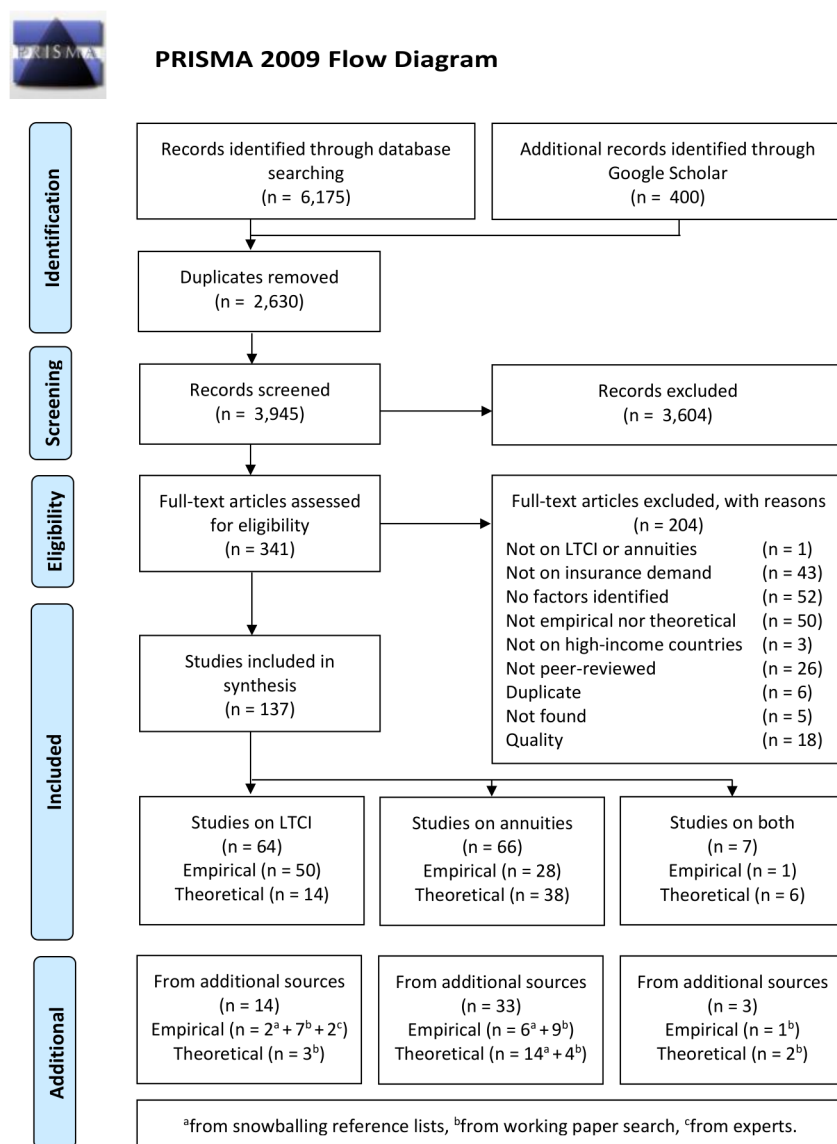 PRISMA
PRISMA 2009 Flow Diagram
Identification
Records identified through database
searching
(n = 6,175)
Additional records identified through
Google Scholar
(n = 400)
Duplicates removed
(n = 2,630)
Screening
Records screened
(n = 3,945)
Records excluded
(n = 3,604)
Eligibility
Full-text articles assessed
for eligibility
(n = 341)
Full-text articles excluded, with reasons
(n = 204)
Not on LTCI or annuities (n = 1)
Not on insurance demand (n = 43)
No factors identified (n = 52)
Not empirical nor theoretical (n = 50)
Not on high-income countries (n = 3)
Not peer-reviewed (n = 26)
Duplicate (n = 6)
Not found (n = 5)
Quality (n = 18)
Included
Studies included in
synthesis
(n = 137)
Studies on LTCI
(n = 64)
Empirical (n = 50)
Theoretical (n = 14)
Studies on annuities
(n = 66)
Empirical (n = 28)
Theoretical (n = 38)
Studies on both
(n = 7)
Empirical (n = 1)
Theoretical (n = 6)
Additional
From additional sources
(n = 14)
Empirical (n = 2ᵃ + 7ᵇ + 2ᶜ)
Theoretical (n = 3ᵇ)
From additional sources
(n = 33)
Empirical (n = 6ᵃ + 9ᵇ)
Theoretical (n = 14ᵃ + 4ᵇ)
From additional sources
(n = 3)
Empirical (n = 1ᵇ)
Theoretical (n = 2ᵇ)
ᵃfrom snowballing reference lists, ᵇfrom working paper search, ᶜfrom experts.